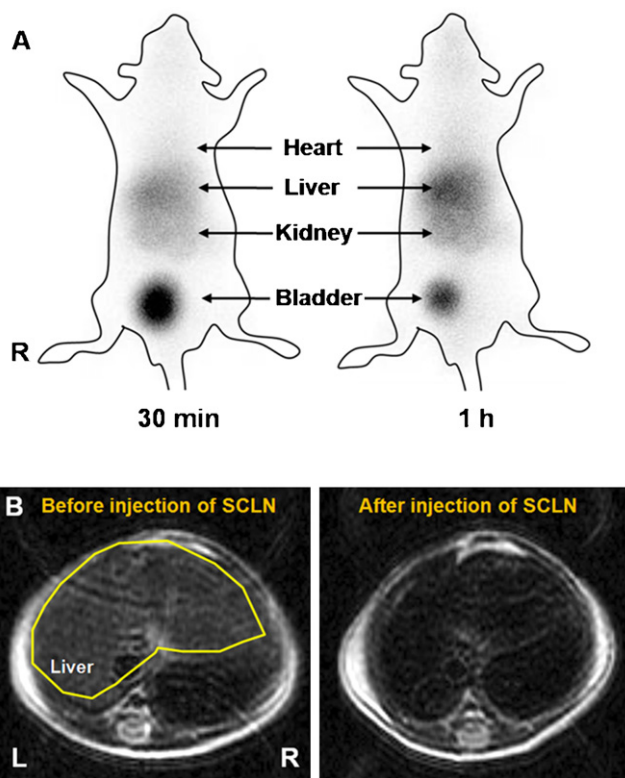 A
Heart
Liver
Kidney
Bladder
R
30 min
1 h
B Before injection of SCLN
After injection of SCLN
Liver
L
R